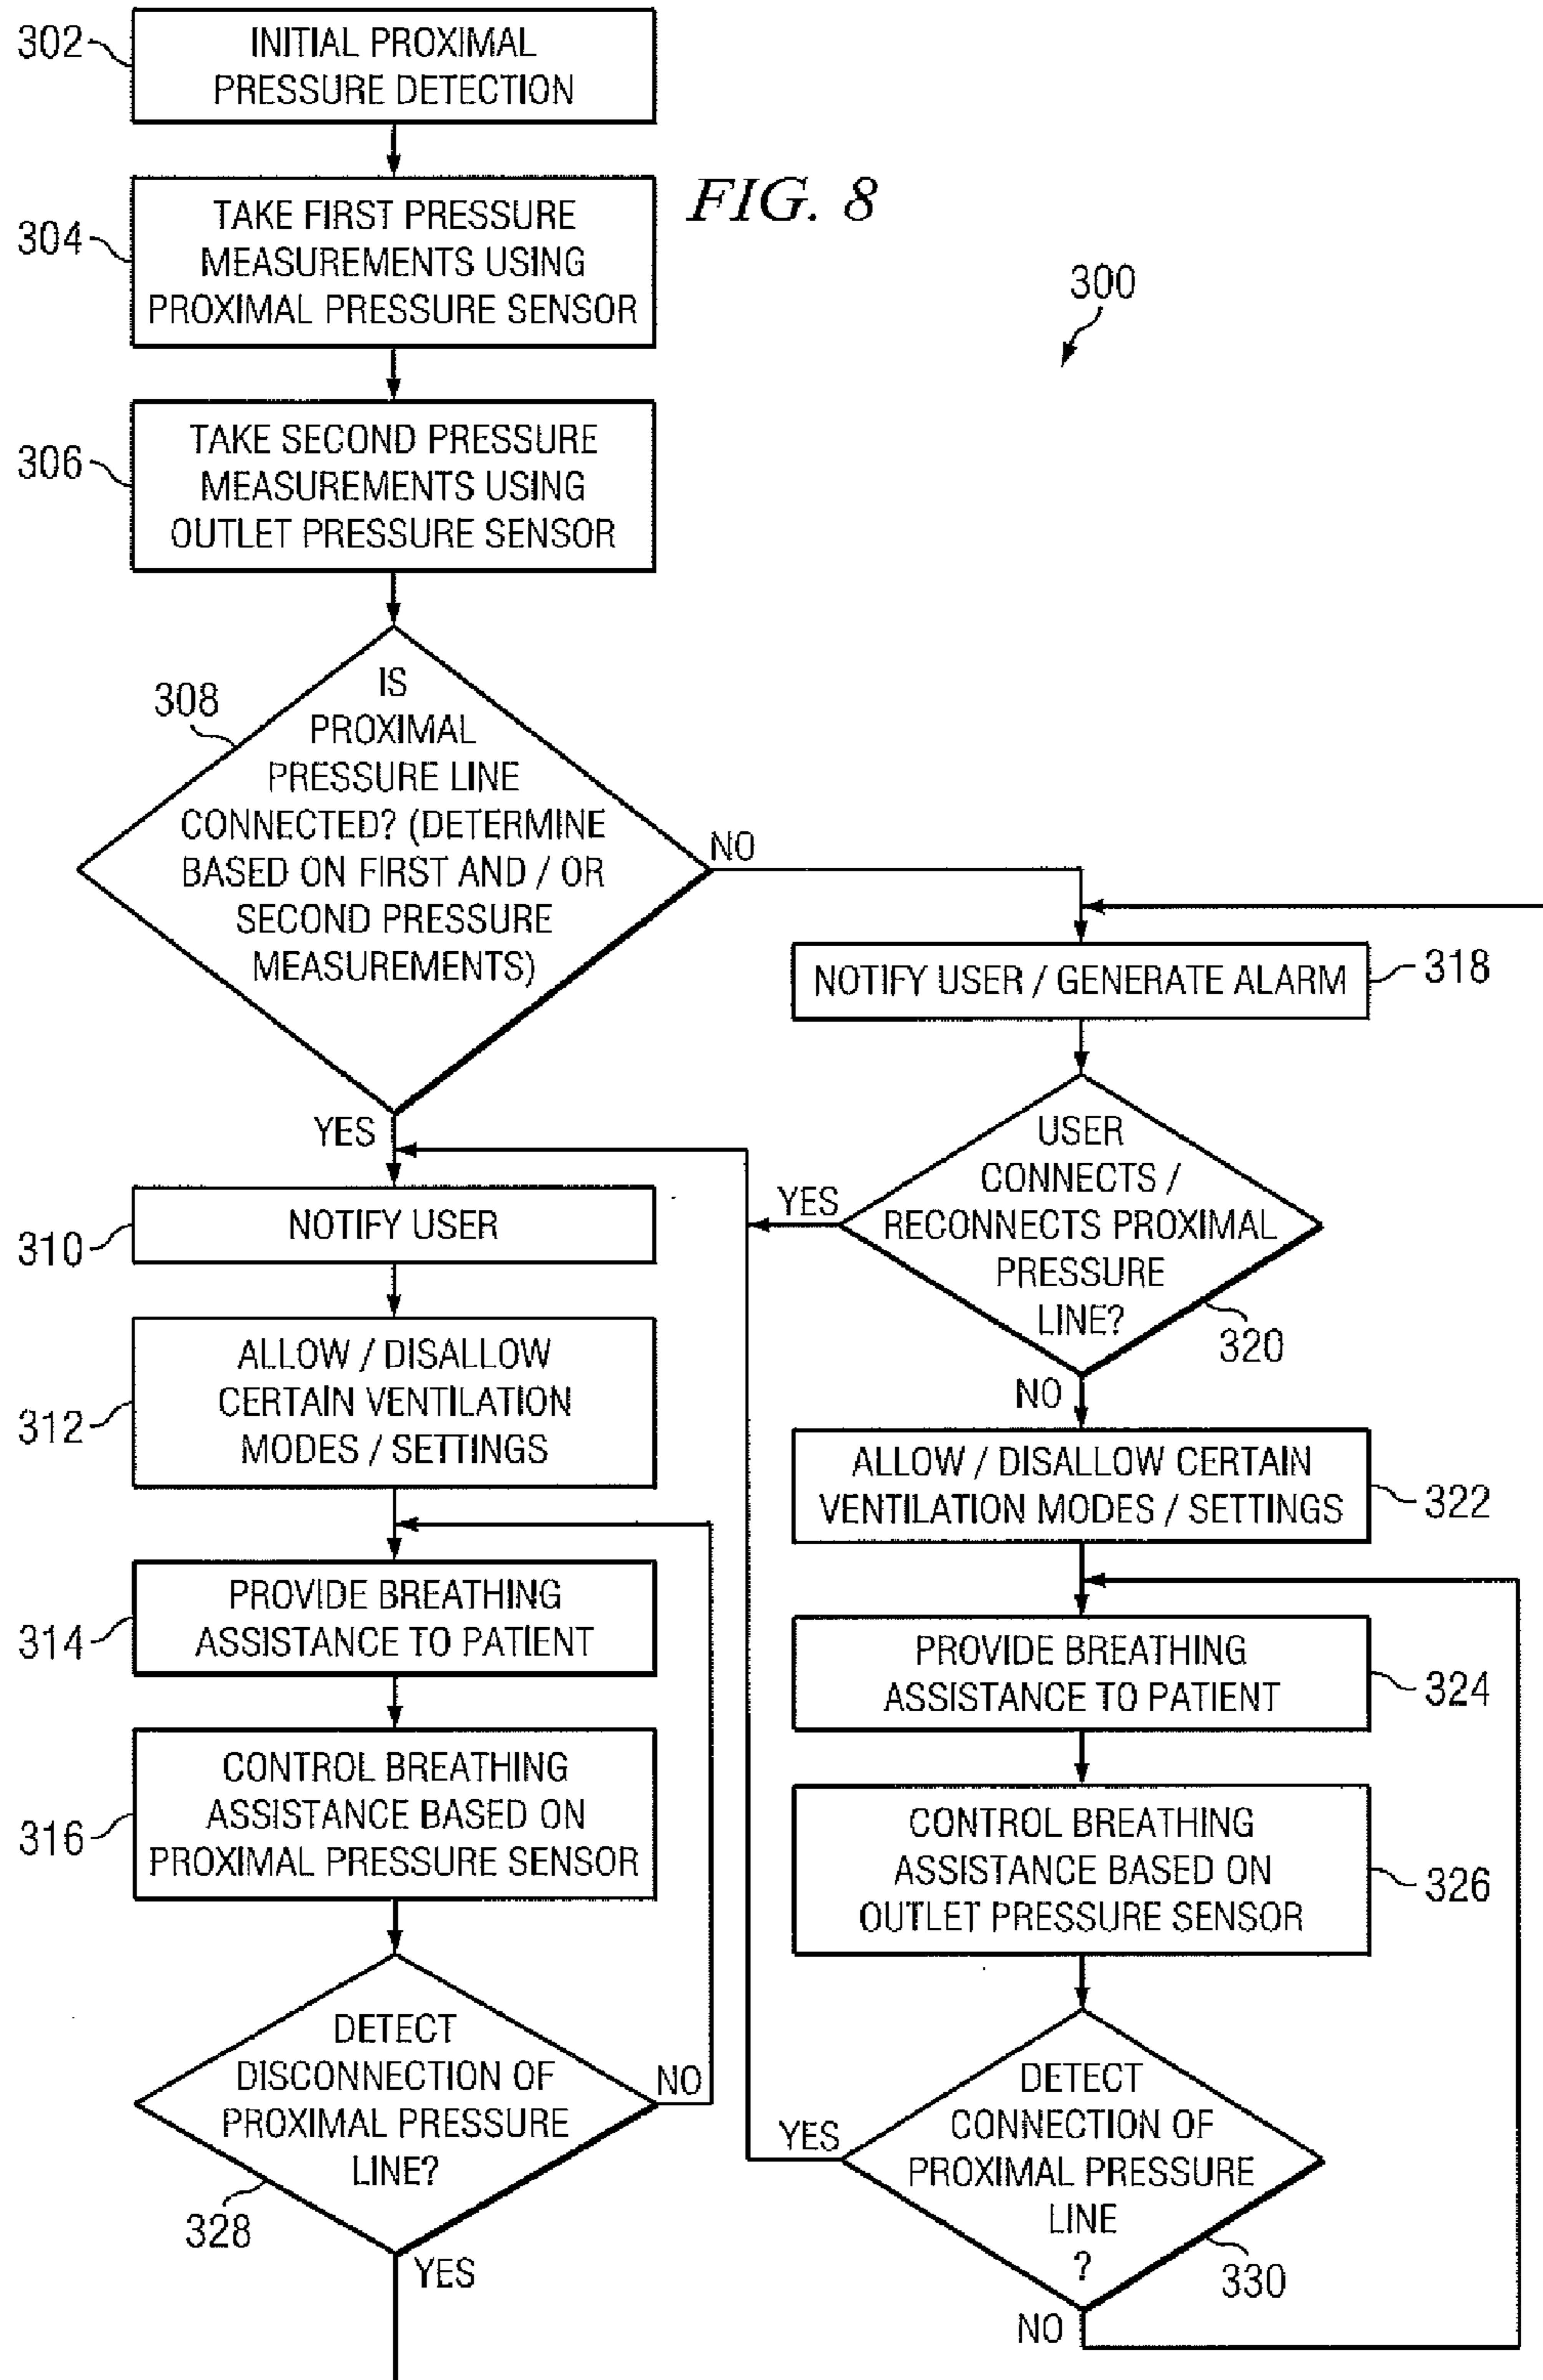 302
INITIAL PROXIMAL
PRESSURE DETECTION
FIG. 8
300
304
TAKE FIRST PRESSURE
MEASUREMENTS USING
PROXIMAL PRESSURE SENSOR
306
TAKE SECOND PRESSURE
MEASUREMENTS USING
OUTLET PRESSURE SENSOR
308
IS
PROXIMAL
PRESSURE LINE
CONNECTED? (DETERMINE
BASED ON FIRST AND / OR
SECOND PRESSURE
MEASUREMENTS)
NO
YES
310
NOTIFY USER
312
ALLOW / DISALLOW
CERTAIN VENTILATION
MODES / SETTINGS
314
PROVIDE BREATHING
ASSISTANCE TO PATIENT
316
CONTROL BREATHING
ASSISTANCE BASED ON
PROXIMAL PRESSURE SENSOR
DETECT
DISCONNECTION OF
PROXIMAL PRESSURE
LINE?
328
NO
YES
NOTIFY USER / GENERATE ALARM
318
USER
CONNECTS /
RECONNECTS PROXIMAL
PRESSURE
LINE?
320
YES
NO
ALLOW / DISALLOW CERTAIN
VENTILATION MODES / SETTINGS
322
PROVIDE BREATHING
ASSISTANCE TO PATIENT
324
CONTROL BREATHING
ASSISTANCE BASED ON
OUTLET PRESSURE SENSOR
326
DETECT
CONNECTION OF
PROXIMAL PRESSURE
LINE
?
330
YES
NO